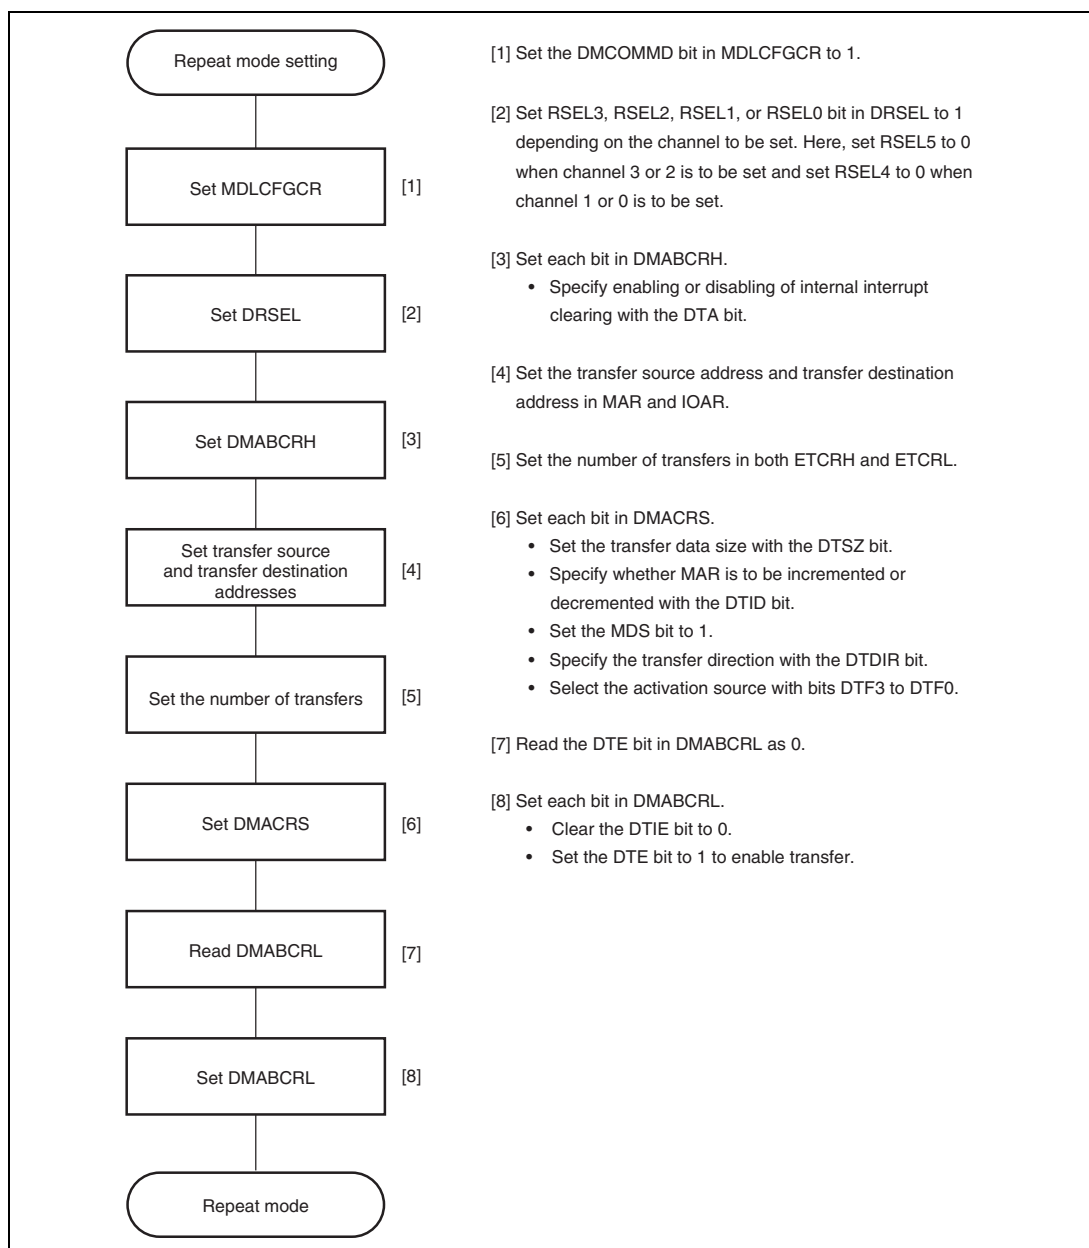 Repeat mode setting
Set MDLCFGCR
[1]
Set DRSEL
[2]
Set DMABCRH
[3]
Set transfer source
and transfer destination
addresses
[4]
Set the number of transfers
[5]
Set DMACRS
[6]
Read DMABCRL
[7]
Set DMABCRL
[8]
Repeat mode
[1] Set the DMCOMMD bit in MDLCFGCR to 1.
[2] Set RSEL3, RSEL2, RSEL1, or RSEL0 bit in DRSEL to 1
depending on the channel to be set. Here, set RSEL5 to 0
when channel 3 or 2 is to be set and set RSEL4 to 0 when
channel 1 or 0 is to be set.
[3] Set each bit in DMABCRH.
• Specify enabling or disabling of internal interrupt
clearing with the DTA bit.
[4] Set the transfer source address and transfer destination
address in MAR and IOAR.
[5] Set the number of transfers in both ETCRH and ETCRL.
[6] Set each bit in DMACRS.
• Set the transfer data size with the DTSZ bit.
• Specify whether MAR is to be incremented or
decremented with the DTID bit.
• Set the MDS bit to 1.
• Specify the transfer direction with the DTDIR bit.
• Select the activation source with bits DTF3 to DTF0.
[7] Read the DTE bit in DMABCRL as 0.
[8] Set each bit in DMABCRL.
• Clear the DTIE bit to 0.
• Set the DTE bit to 1 to enable transfer.